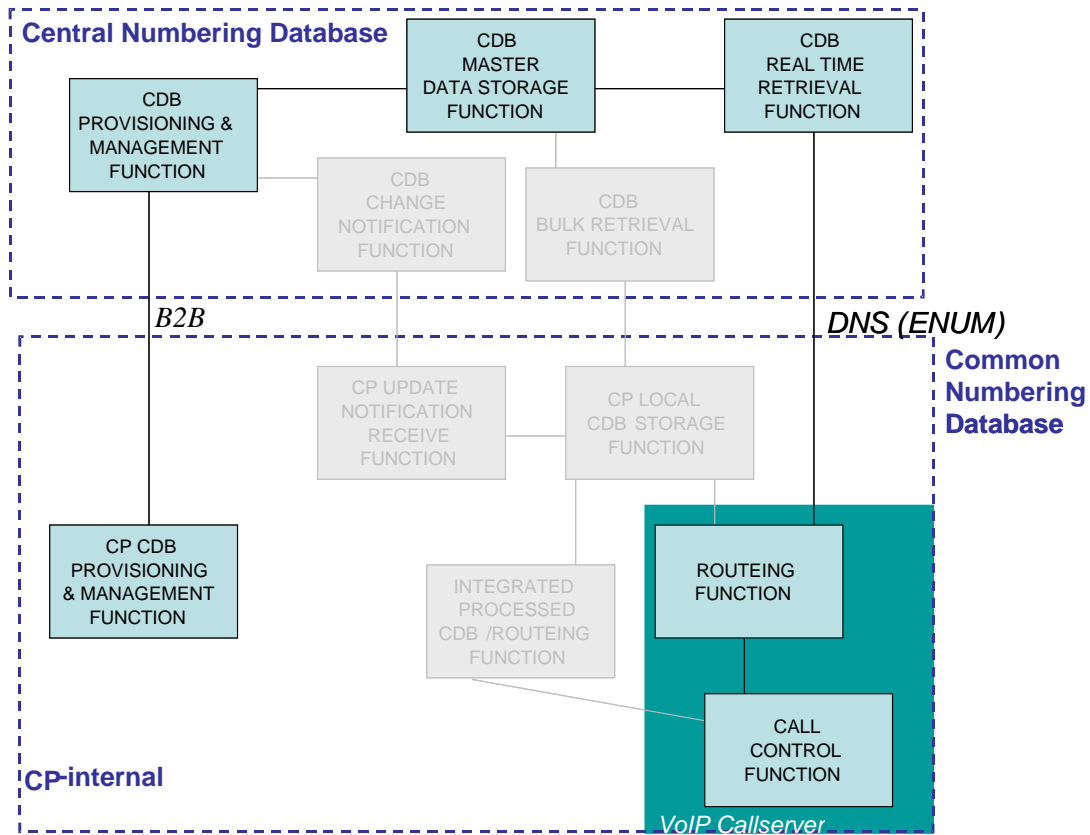 Central Numbering Database
CDB
MASTER
DATA STORAGE
FUNCTION
CDB
REAL TIME
RETRIEVAL
FUNCTION
CDB
PROVISIONING &
MANAGEMENT
FUNCTION
CDB
CHANGE
NOTIFICATION
FUNCTION
CDB
BULK RETRIEVAL
FUNCTION
B2B
DNS (ENUM)
Common
Numbering
Database
CP UPDATE
NOTIFICATION
RECEIVE
FUNCTION
CP LOCAL
CDB STORAGE
FUNCTION
CP CDB
PROVISIONING
& MANAGEMENT
FUNCTION
INTEGRATED
PROCESSED
CDB /ROUTEING
FUNCTION
ROUTEING
FUNCTION
CALL
CONTROL
FUNCTION
CP-internal
VoIP Callserver